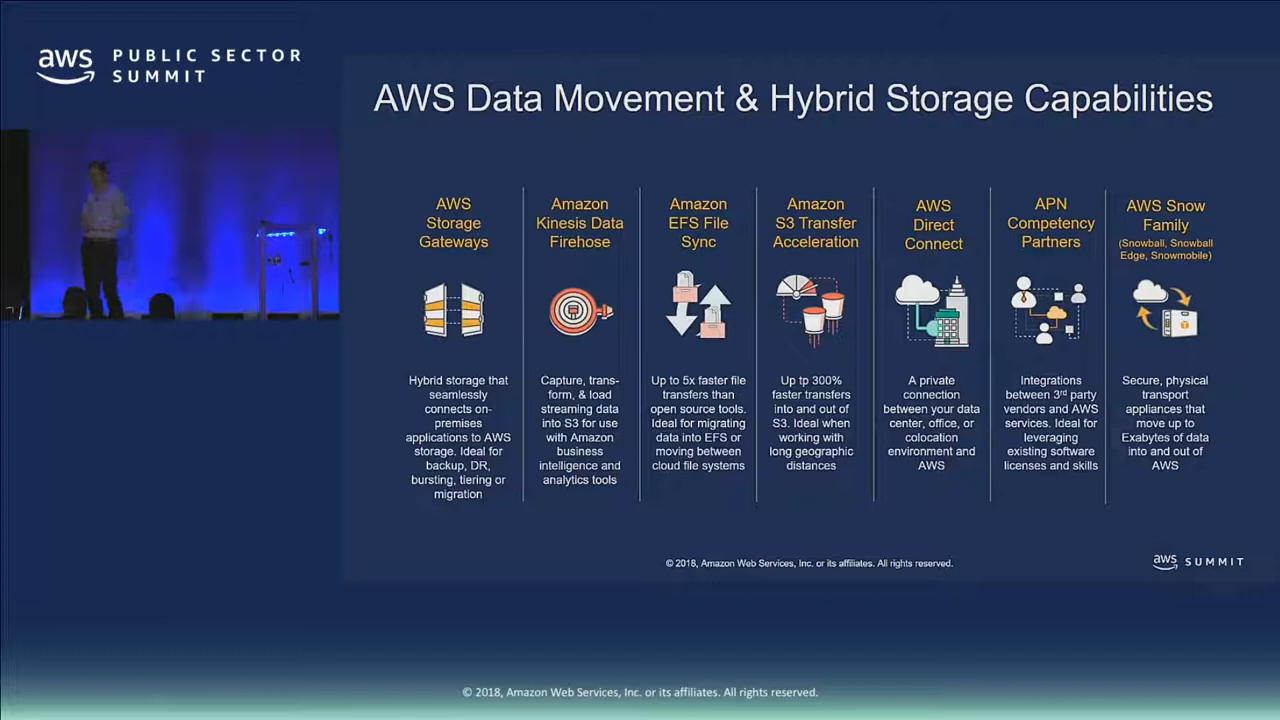 aws PUBLIC SECTOR
SUMMIT
AWS Data Movement & Hybrid Storage Capabilities
AWS
Storage
Gateways
Hybrid storage that
seamlessly
connects on-
premises
applications to AWS
storage. Ideal for
backup, DR,
bursting, tiering or
migration
Amazon
Kinesis Data
Firehose
Capture, trans-
form, & load
streaming data
into S3 for use
with Amazon
business
intelligence and
analytics tools
Amazon
EFS File
Sync
Up to 5x faster file
transfers than
open source tools.
Ideal for migrating
data into EFS or
moving between
cloud file systems
Amazon
S3 Transfer
Acceleration
Up tp 300%
faster transfers
into and out of
S3. Ideal when
working with
long geographic
distances
AWS
Direct
Connect
A private
connection
between your data
center, office, or
colocation
environment and
AWS
APN
Competency
Partners
Integrations
between 3rd party
vendors and AWS
services. Ideal for
leveraging
existing software
licenses and skills
AWS Snow
Family
(Snowball, Snowball
Edge, Snowmobile)
Secure, physical
transport
appliances that
move up to
Exabytes of data
into and out of
AWS
© 2018, Amazon Web Services, Inc. or its affiliates. All rights reserved.
aws SUMMIT
© 2018, Amazon Web Services, Inc. or its affiliates. All rights reserved.